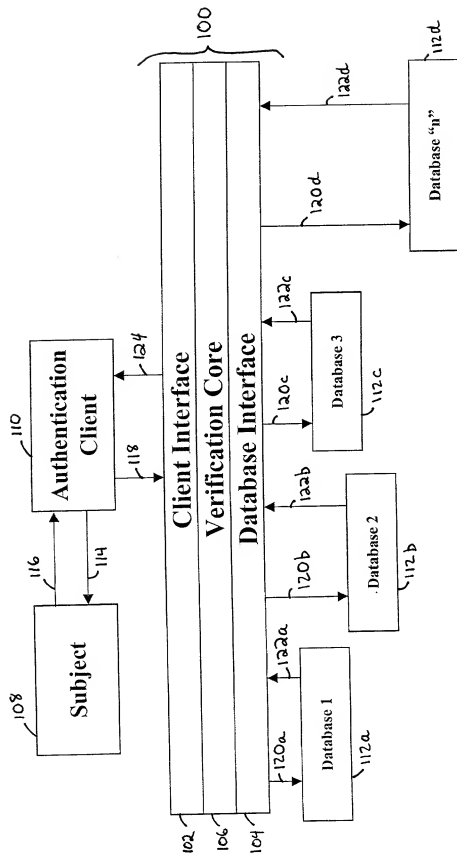 108
Subject
116
114
110
Authentication
Client
118
124
100
102
Client Interface
106
Verification Core
104
Database Interface
120a
122a
120b
122b
120c
122c
120d
122d
Database 1
112a
Database 2
112b
Database 3
112c
Database “n”
112d